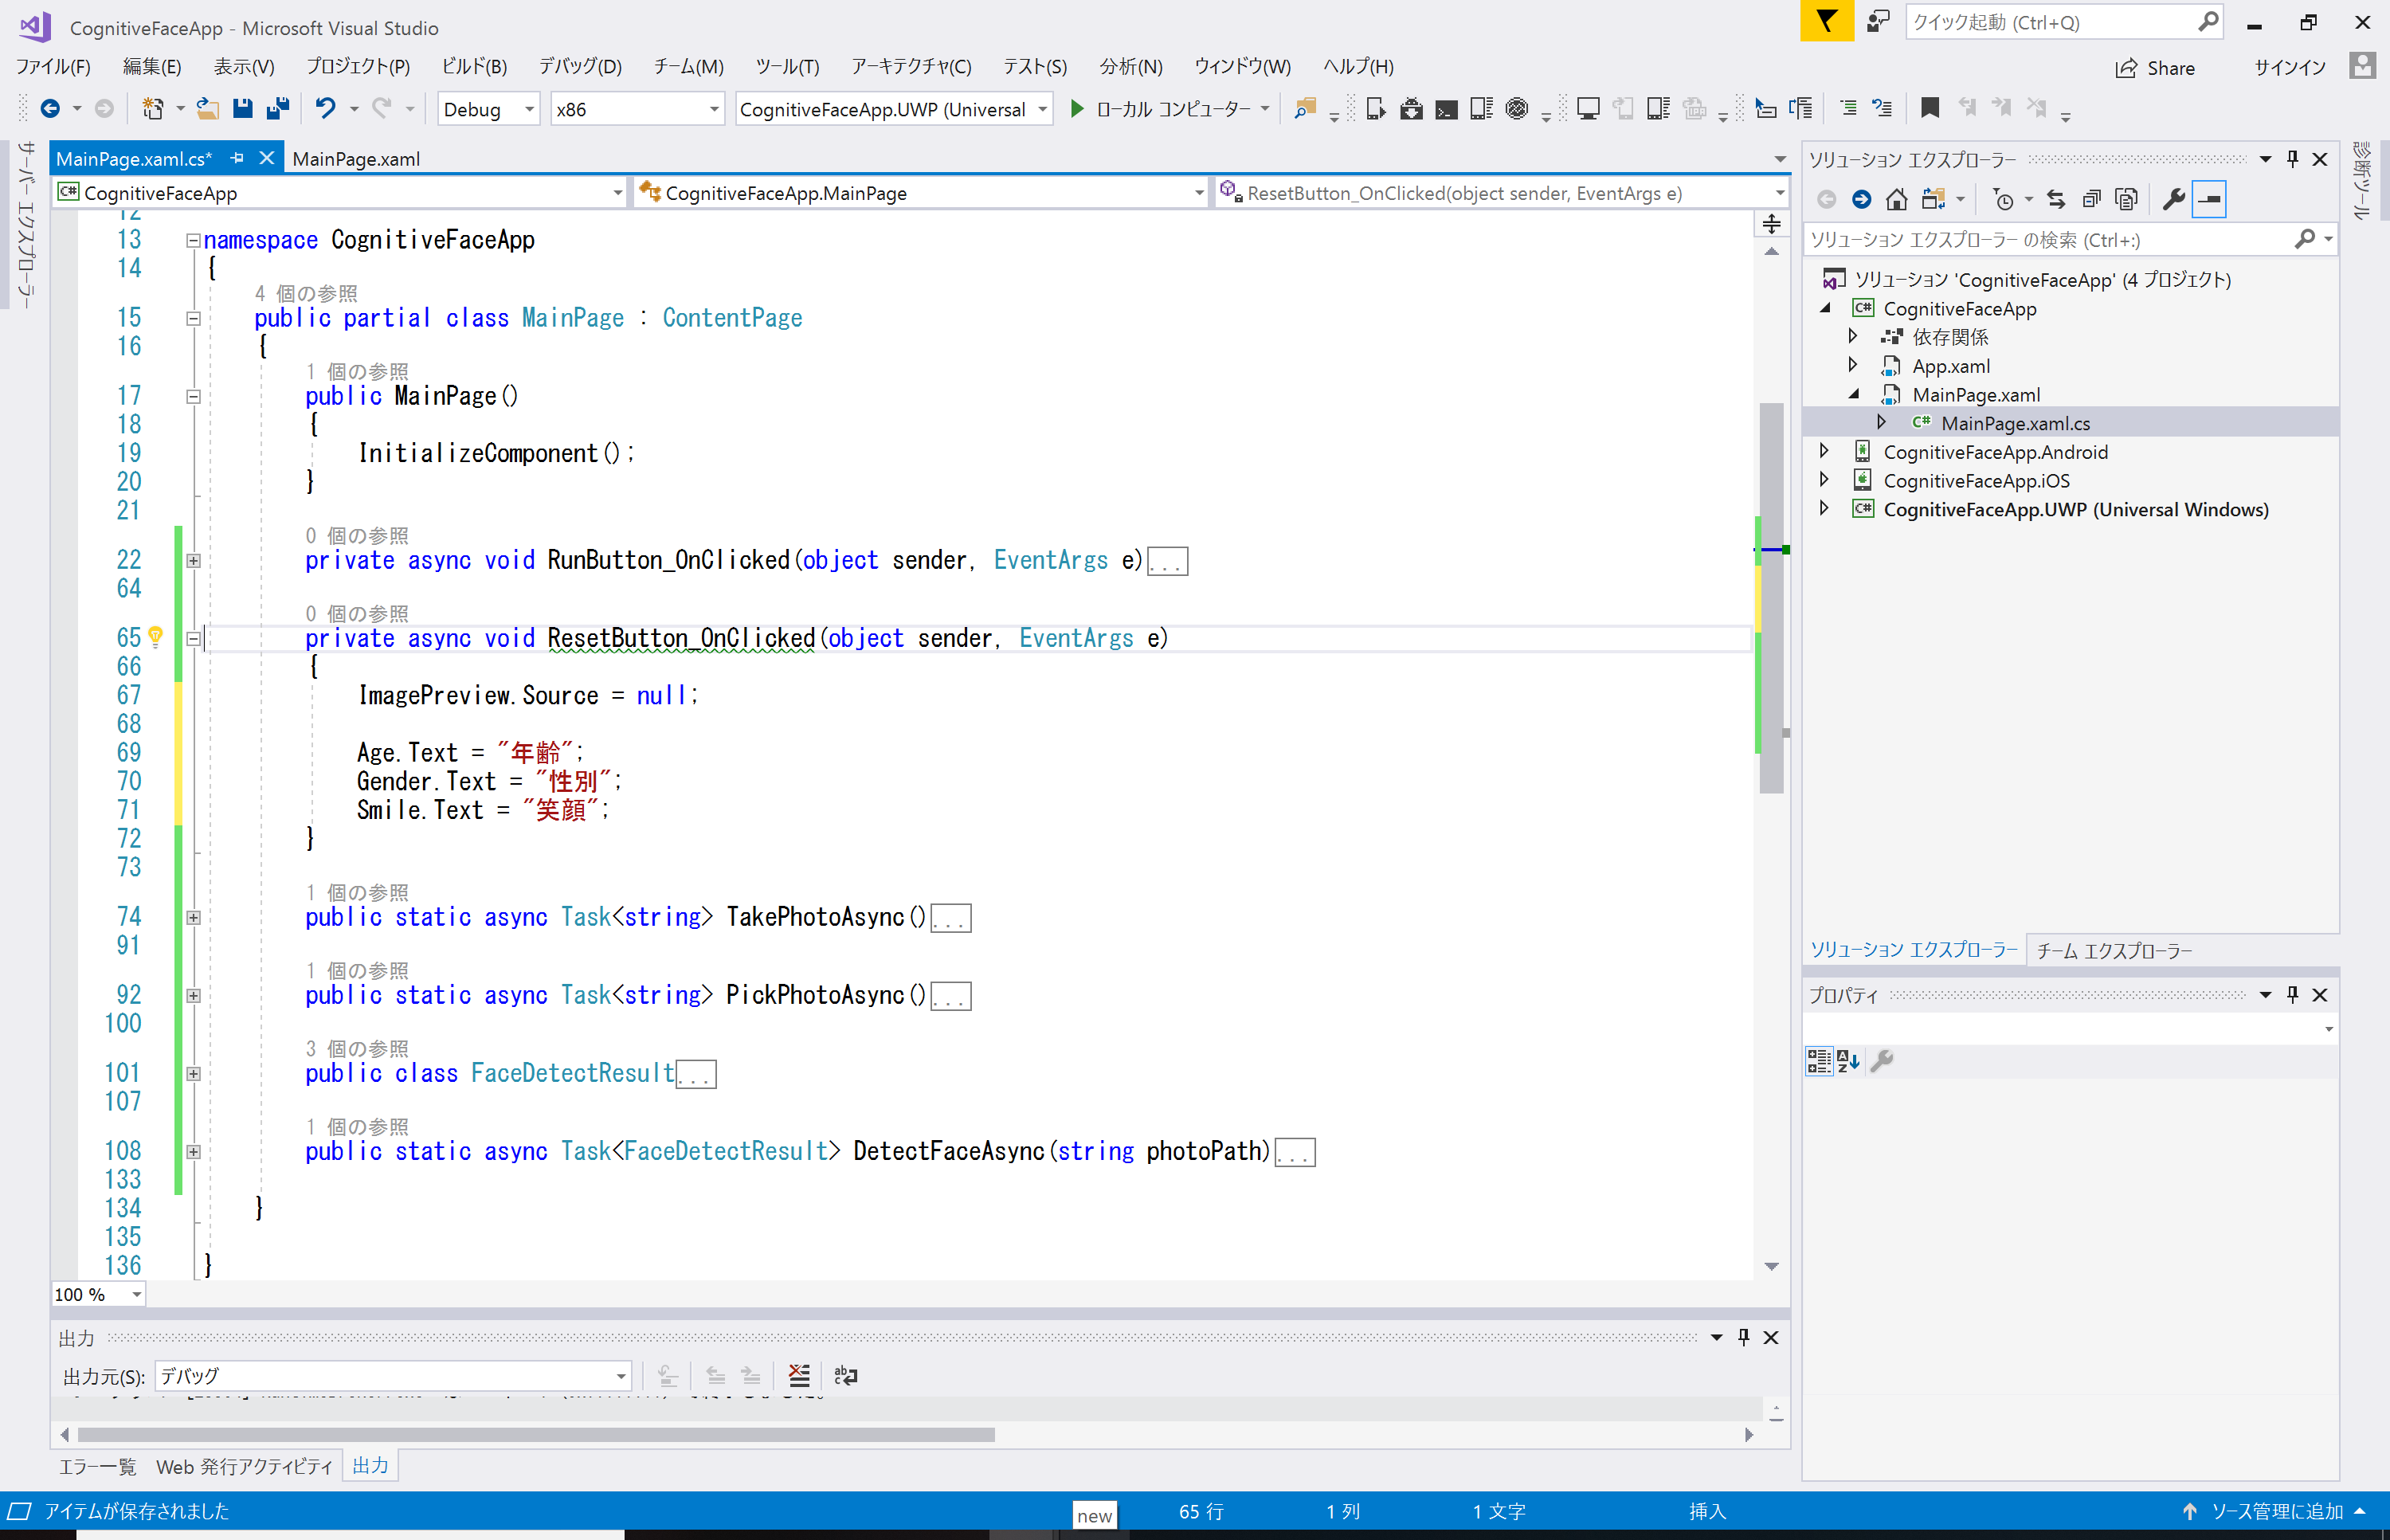 CognitiveFaceApp - Microsoft Visual Studio
クイック起動 (Ctrl+Q)
ファイル(F) 編集(E) 表示(V) プロジェクト(P) ビルド(B) デバッグ(D) チーム(M) ツール(T) アーキテクチャ(C) テスト(S) 分析(N) ウィンドウ(W) ヘルプ(H)
Share サインイン
Debug x86 CognitiveFaceApp.UWP (Universal ローカル コンピューター
サーバー エクスプローラー
MainPage.xaml.cs* MainPage.xaml
CognitiveFaceApp CognitiveFaceApp.MainPage ResetButton_OnClicked(object sender, EventArgs e)
12
13 namespace CognitiveFaceApp
14 {
4 個の参照
15 public partial class MainPage : ContentPage
16 {
1 個の参照
17 public MainPage()
18 {
19 InitializeComponent();
20 }
21
0 個の参照
22 private async void RunButton_OnClicked(object sender, EventArgs e)...
64
0 個の参照
65 private async void ResetButton_OnClicked(object sender, EventArgs e)
66 {
67 ImagePreview.Source = null;
68
69 Age.Text = "年齢";
70 Gender.Text = "性別";
71 Smile.Text = "笑顔";
72 }
73
1 個の参照
74 public static async Task<string> TakePhotoAsync()...
91
1 個の参照
92 public static async Task<string> PickPhotoAsync()...
100
3 個の参照
101 public class FaceDetectResult...
107
1 個の参照
108 public static async Task<FaceDetectResult> DetectFaceAsync(string photoPath)...
133
134 }
135
136 }
100 %
出力
出力元(S): デバッグ
エラー一覧 Web 発行アクティビティ 出力
ソリューション エクスプローラー
ソリューション エクスプローラー の検索 (Ctrl+:)
ソリューション 'CognitiveFaceApp' (4 プロジェクト)
CognitiveFaceApp
依存関係
App.xaml
MainPage.xaml
MainPage.xaml.cs
CognitiveFaceApp.Android
CognitiveFaceApp.iOS
CognitiveFaceApp.UWP (Universal Windows)
ソリューション エクスプローラー チーム エクスプローラー
プロパティ
診断ツール
アイテムが保存されました new 65 行 1 列 1 文字 挿入 ソース管理に追加